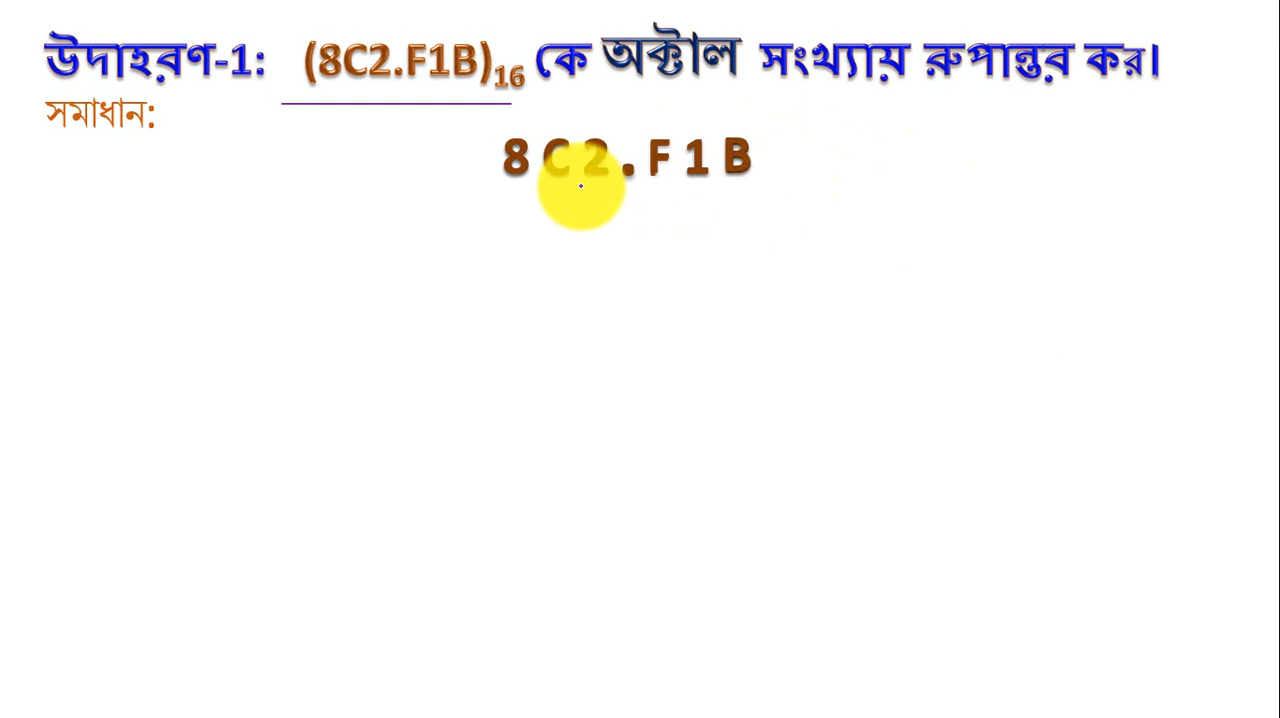 উদাহরণ-1: (8C2.F1B)16 কে অক্টাল সংখ্যায় রুপান্তর কর।
সমাধান:
8 C 2 . F 1 B